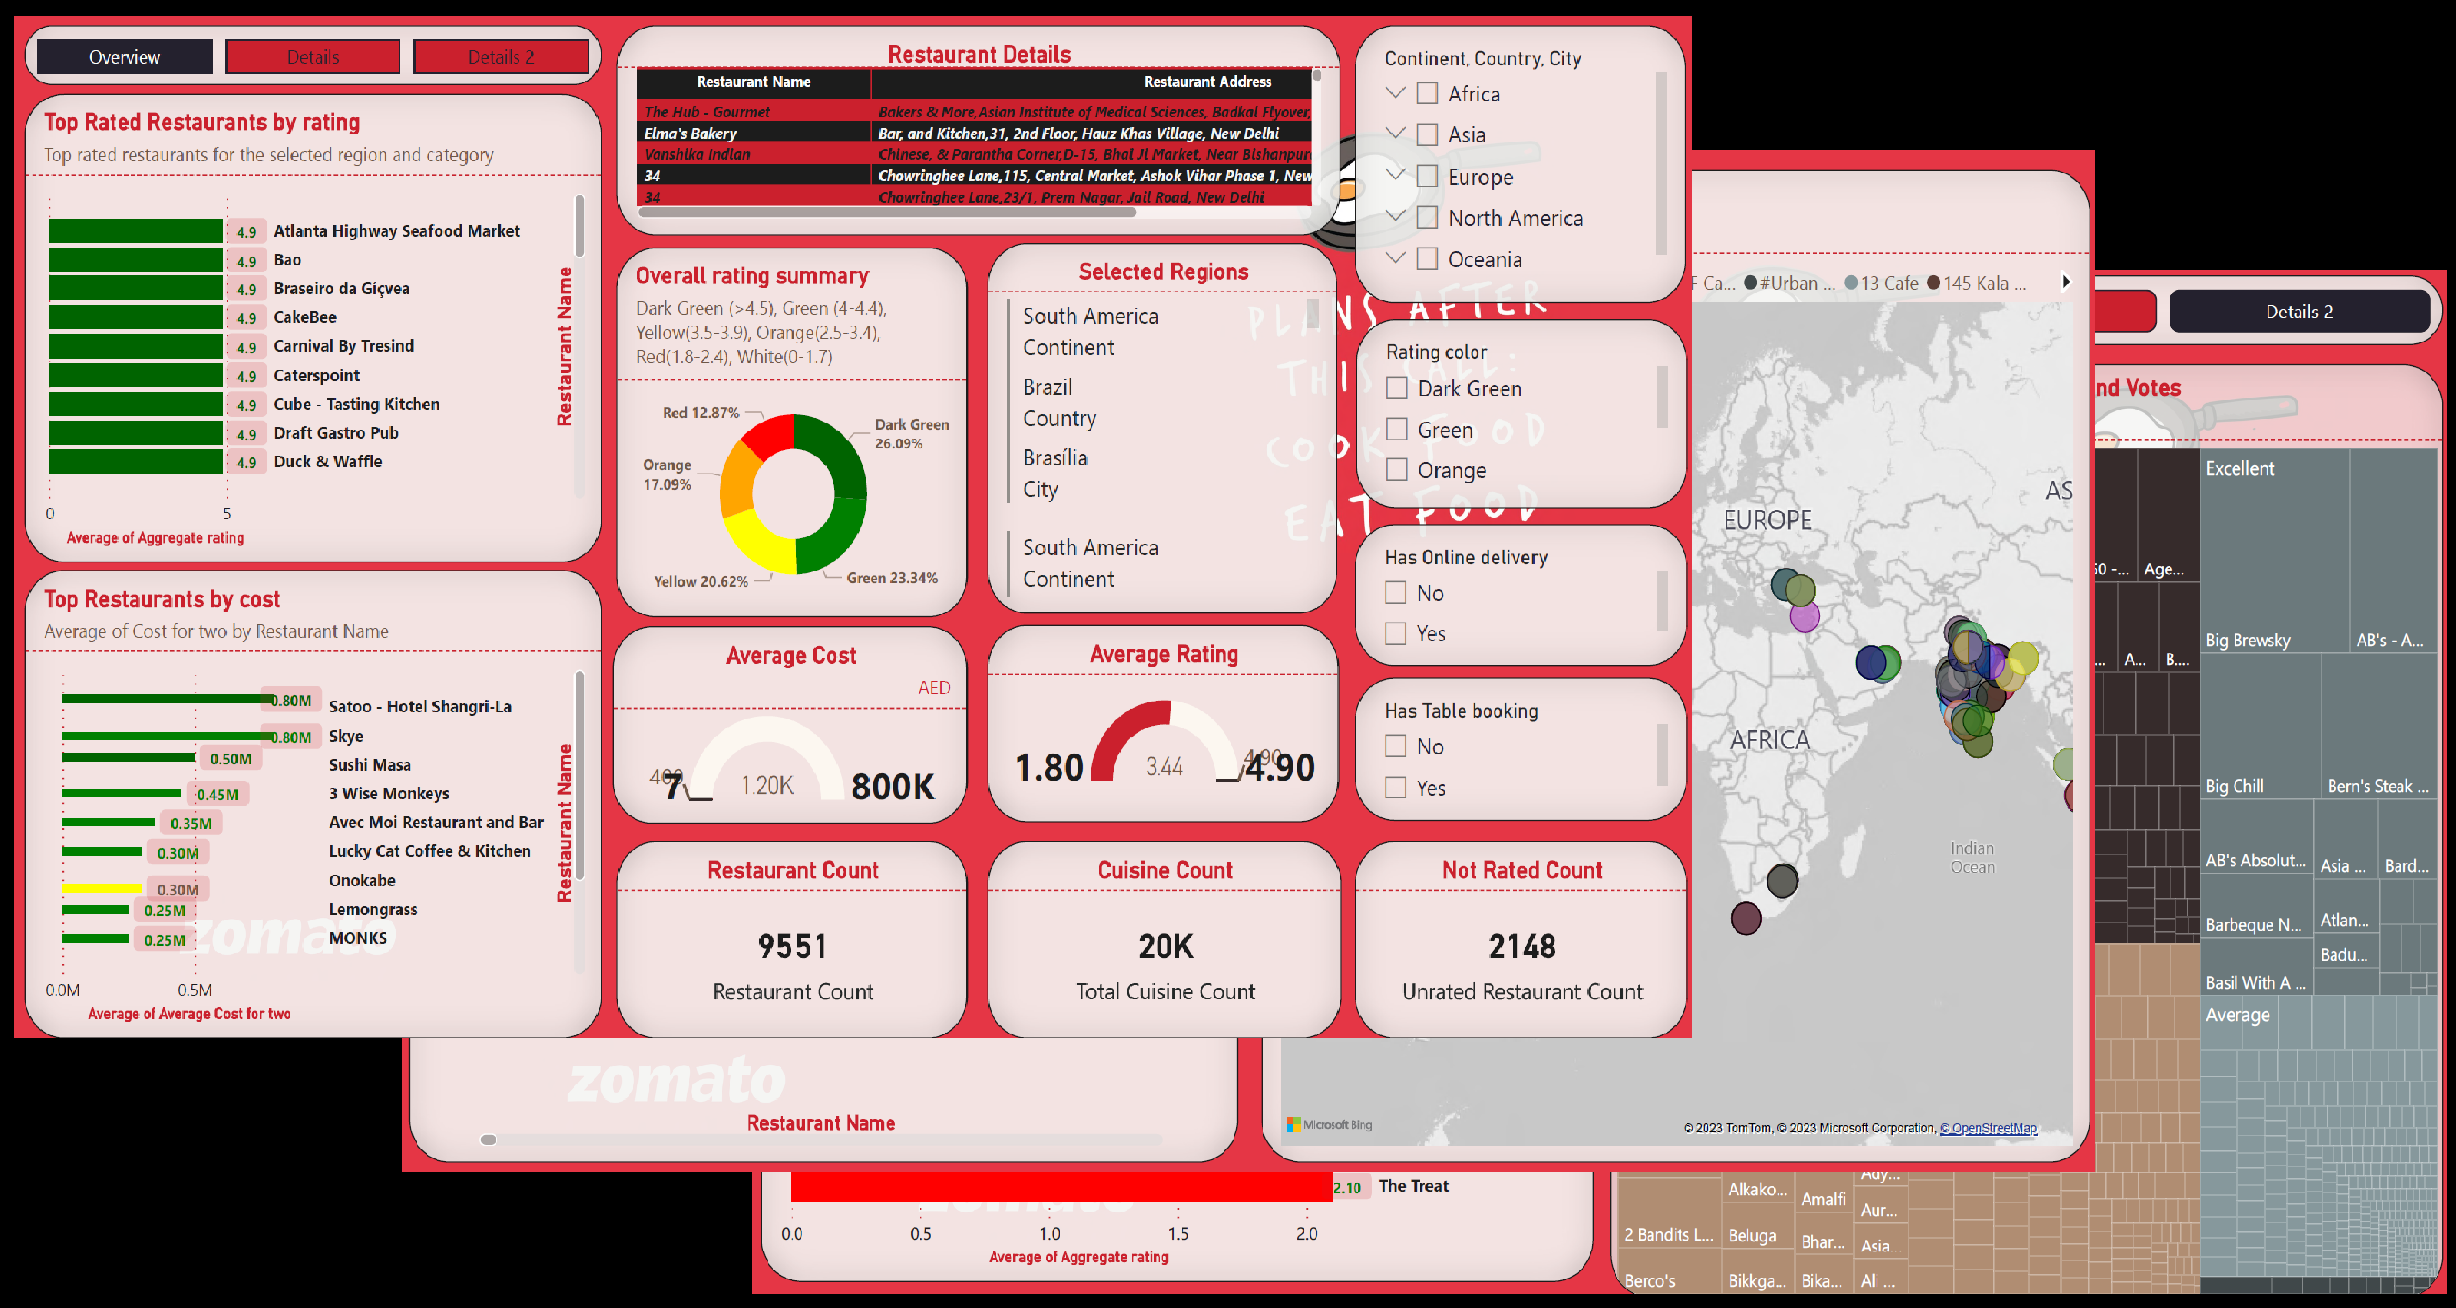 Overview
Details
Details 2
Top Rated Restaurants by rating
Top rated restaurants for the selected region and category
4.9 Atlanta Highway Seafood Market
4.9 Bao
4.9 Braseiro da Gíçvea
4.9 CakeBee
4.9 Carnival By Tresind
4.9 Caterspoint
4.9 Cube - Tasting Kitchen
4.9 Draft Gastro Pub
4.9 Duck & Waffle
Restaurant Name
0 5
Average of Aggregate rating
Top Restaurants by cost
Average of Cost for two by Restaurant Name
0.80M Satoo - Hotel Shangri-La
0.80M Skye
0.50M Sushi Masa
0.45M 3 Wise Monkeys
0.35M Avec Moi Restaurant and Bar
0.30M Lucky Cat Coffee & Kitchen
0.30M Onokabe
0.25M Lemongrass
0.25M MONKS
Restaurant Name
zomato
0.0M 0.5M
Average of Average Cost for two
Restaurant Details
Restaurant Name Restaurant Address
The Hub - Gourmet Bakers & More,Asian Institute of Medical Sciences, Badkal Flyover,
Elma's Bakery Bar, and Kitchen,31, 2nd Floor, Hauz Khas Village, New Delhi
Vanshika Indian Chinese, & Parantha Corner,D-15, Bhai Ji Market, Near Bishanpur
34 Chowringhee Lane,115, Central Market, Ashok Vihar Phase 1, New
34 Chowringhee Lane,23/1, Prem Nagar, Jail Road, New Delhi
Overall rating summary
Dark Green (>4.5), Green (4-4.4),
Yellow(3.5-3.9), Orange(2.5-3.4),
Red(1.8-2.4), White(0-1.7)
Red 12.87%
Dark Green
26.09%
Orange
17.09%
Yellow 20.62%
Green 23.34%
Selected Regions
South America
Continent
Brazil
Country
Brasília
City
South America
Continent
PLANS AFTER
THIS CALL:
COOK FOOD
EAT FOOD
Average Cost
AED
400
7
1.20K
800K
Average Rating
1.80
3.44
4.90
4.90
Restaurant Count
9551
Restaurant Count
Cuisine Count
20K
Total Cuisine Count
Not Rated Count
2148
Unrated Restaurant Count
Continent, Country, City
Africa
Asia
Europe
North America
Oceania
Rating color
Dark Green
Green
Orange
Has Online delivery
No
Yes
Has Table booking
No
Yes
F Ca... #Urban ... 13 Cafe 145 Kala ...
EUROPE
AS
AFRICA
Indian
Ocean
Microsoft Bing
© 2023 TomTom, © 2023 Microsoft Corporation, © OpenStreetMap
zomato
Restaurant Name
Details 2
nd Votes
Excellent
Big Brewsky
AB's - A...
Big Chill
Bern's Steak ...
AB's Absolut...
Asia ...
Bard...
Barbeque N...
Atlan...
Badu...
Basil With A ...
Average
Age...
A...
B....
2.10 The Treat
0.0 0.5 1.0 1.5 2.0
Average of Aggregate rating
Alkako...
Amalfi
Ady...
Aur...
2 Bandits L...
Beluga
Bhar...
Asia...
Berco's
Bikkga...
Bika...
Ali ...